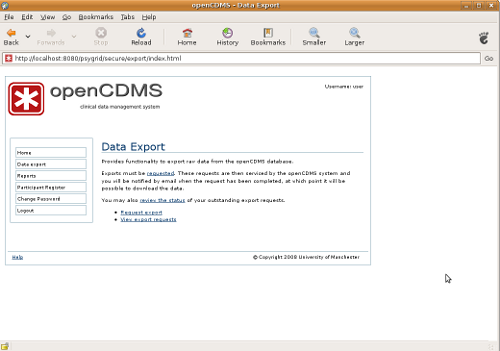 openCDMS - Data Export
File Edit View Go Bookmarks Tabs Help
Back Forwards Stop Reload Home History Bookmarks Smaller Larger
http://localhost:8080/psygrid/secure/export/index.html Go
openCDMS
clinical data management system
Username: user
Home
Data export
Reports
Participant Register
Change Password
Logout
Data Export
Provides functionality to export raw data from the openCDMS database.
Exports must be requested. These requests are then serviced by the openCDMS system and
you will be notified by email when the request has been completed, at which point it will be
possible to download the data.
You may also review the status of your outstanding export requests.
Request export
View export requests
Help
© Copyright 2008 University of Manchester